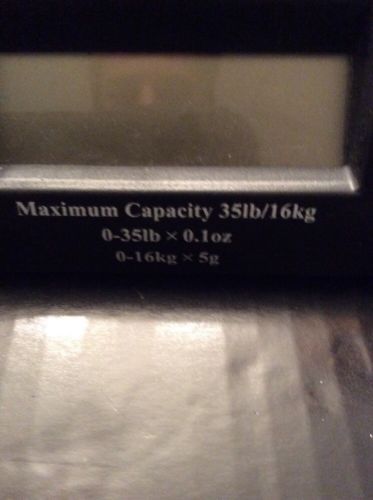 Maximum Capacity 35lb/16kg
0-35lb × 0.1oz
0-16kg × 5g